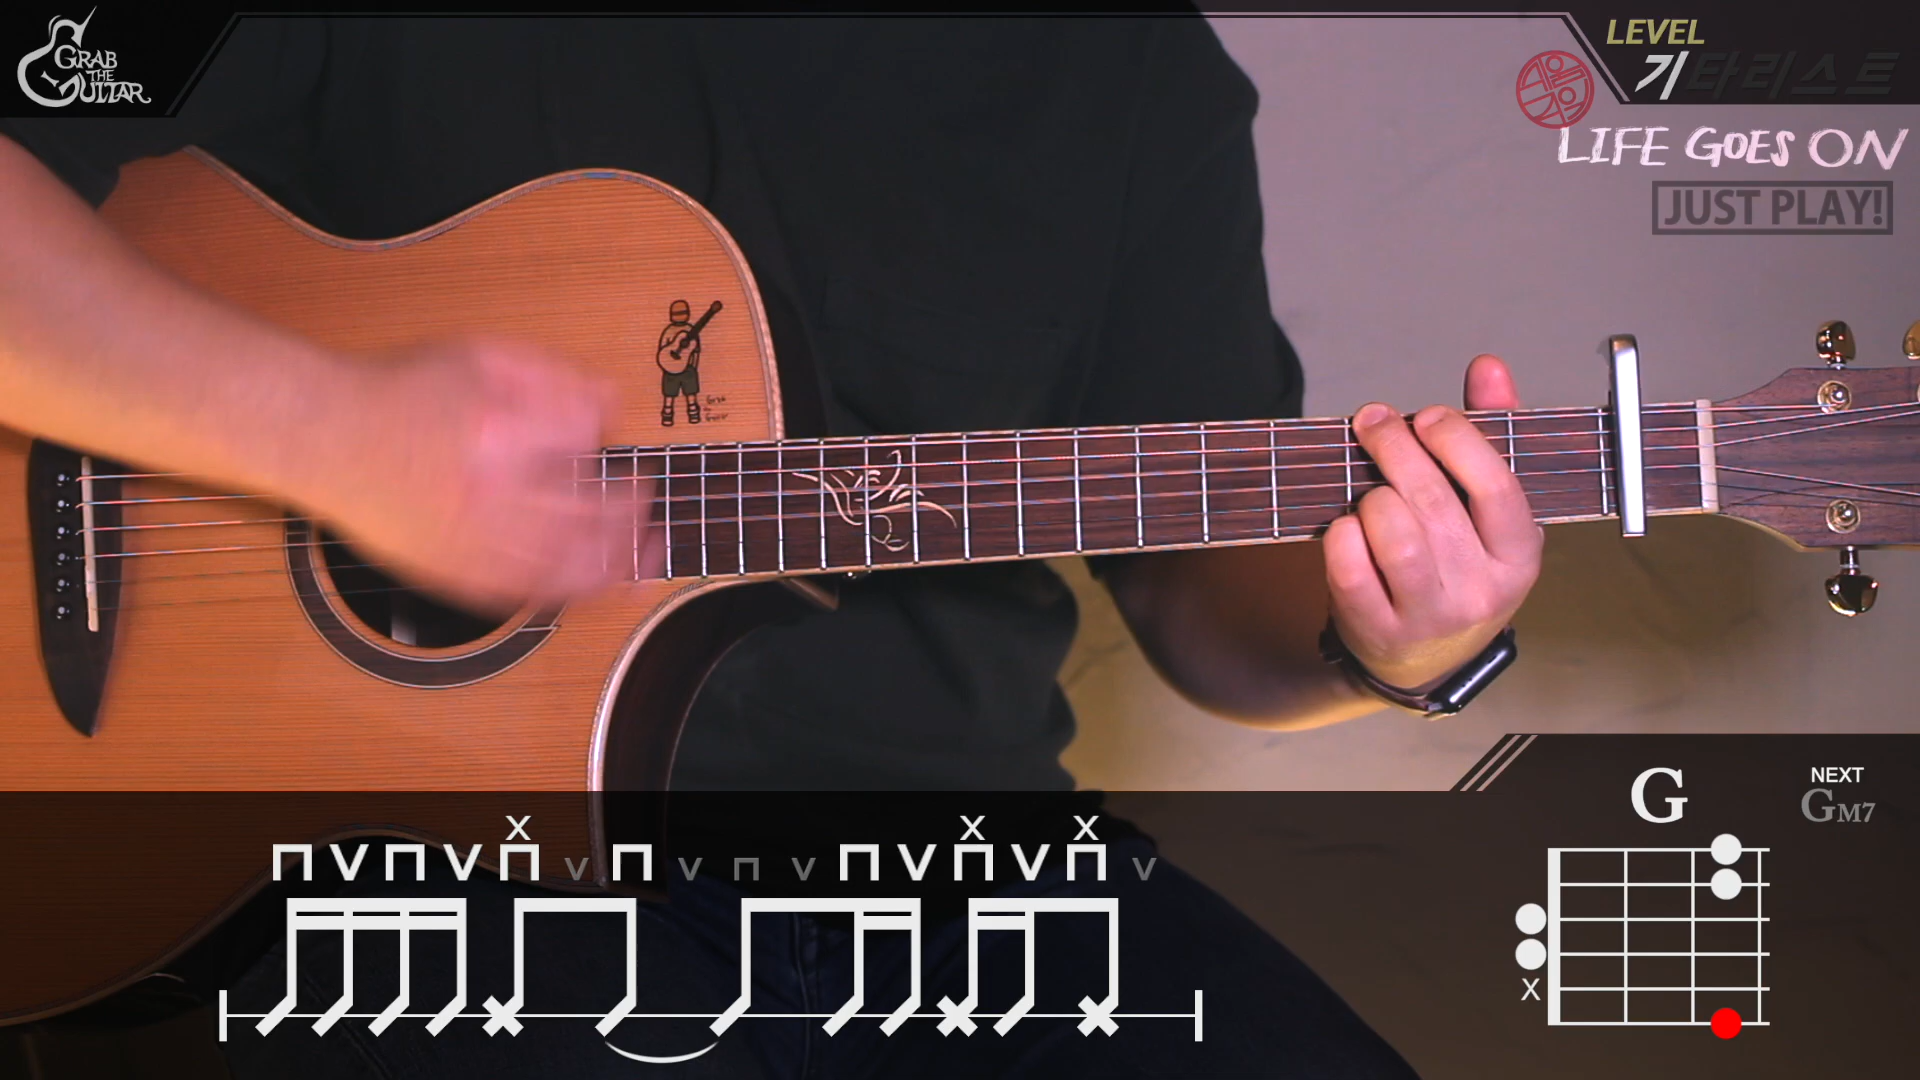 GRAB
THE
GUITAR
LEVEL
기타리스트
LIFE GOES ON
JUST PLAY!
G
NEXT
GM7
X
X X X